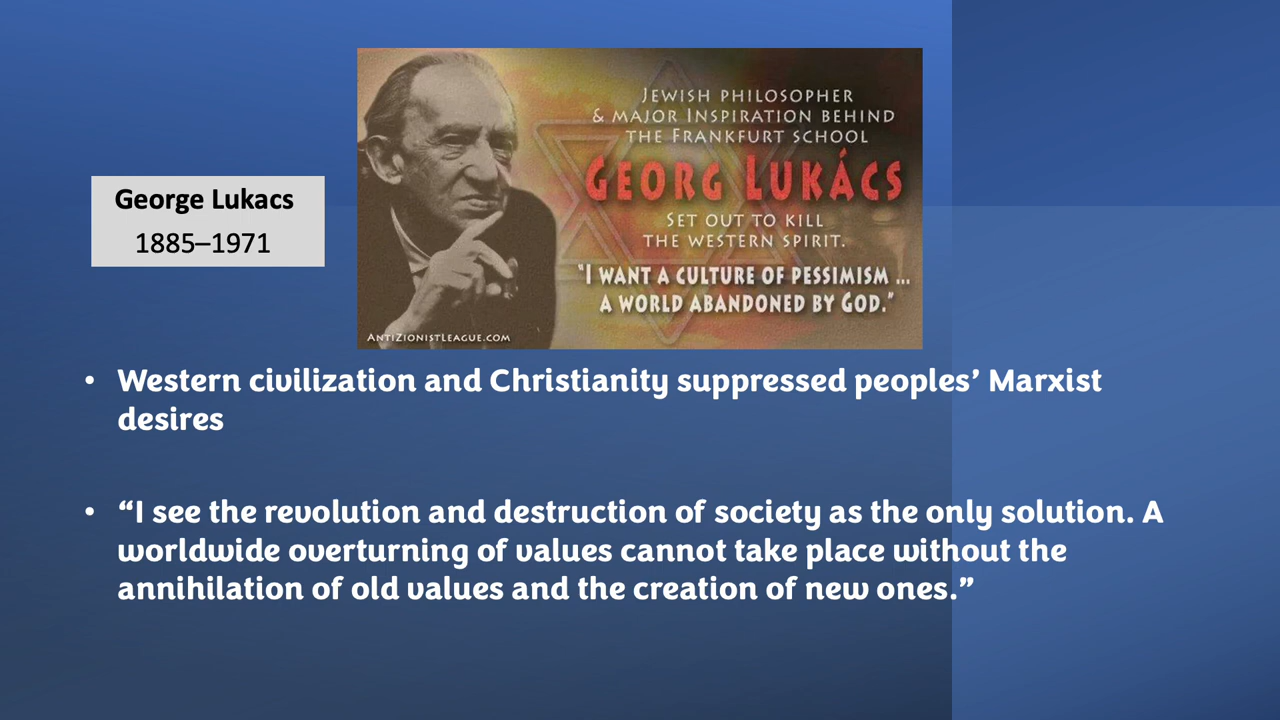 JEWISH PHILOSOPHER
& MAJOR INSPIRATION BEHIND
THE FRANKFURT SCHOOL
GEORG LUKÁCS
SET OUT TO KILL
THE WESTERN SPIRIT.
"I WANT A CULTURE OF PESSIMISM ...
A WORLD ABANDONED BY GOD."
ANTIZIONISTLEAGUE.COM
George Lukacs
1885–1971
• Western civilization and Christianity suppressed peoples’ Marxist
desires
• “I see the revolution and destruction of society as the only solution. A
worldwide overturning of values cannot take place without the
annihilation of old values and the creation of new ones.”